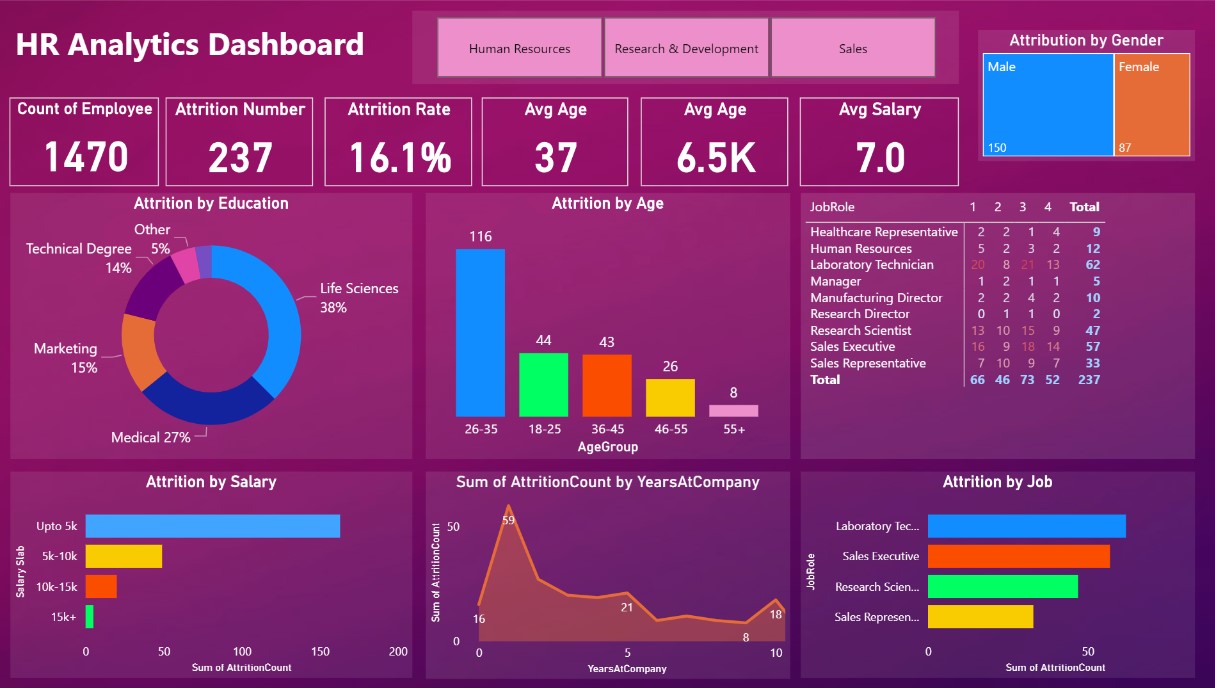 HR Analytics Dashboard
Human Resources
Research & Development
Sales
Attribution by Gender
Male
Female
150
87
Count of Employee
1470
Attrition Number
237
Attrition Rate
16.1%
Avg Age
37
Avg Age
6.5K
Avg Salary
7.0
Attrition by Education
Other
5%
Technical Degree
14%
Life Sciences
38%
Marketing
15%
Medical 27%
Attrition by Age
116
44
43
26
8
26-35 18-25 36-45 46-55 55+
AgeGroup
JobRole 1 2 3 4 Total
Healthcare Representative 2 2 1 4 9
Human Resources 5 2 3 2 12
Laboratory Technician 20 8 21 13 62
Manager 1 2 1 1 5
Manufacturing Director 2 2 4 2 10
Research Director 0 1 1 0 2
Research Scientist 13 10 15 9 47
Sales Executive 16 9 18 14 57
Sales Representative 7 10 9 7 33
Total 66 46 73 52 237
Attrition by Salary
Salary Slab
Upto 5k
5k-10k
10k-15k
15k+
0 50 100 150 200
Sum of AttritionCount
Sum of AttritionCount by YearsAtCompany
Sum of AttritionCount
50
0
59
16
21
8
18
0 5 10
YearsAtCompany
Attrition by Job
JobRole
Laboratory Tec...
Sales Executive
Research Scien...
Sales Represen...
0 50
Sum of AttritionCount